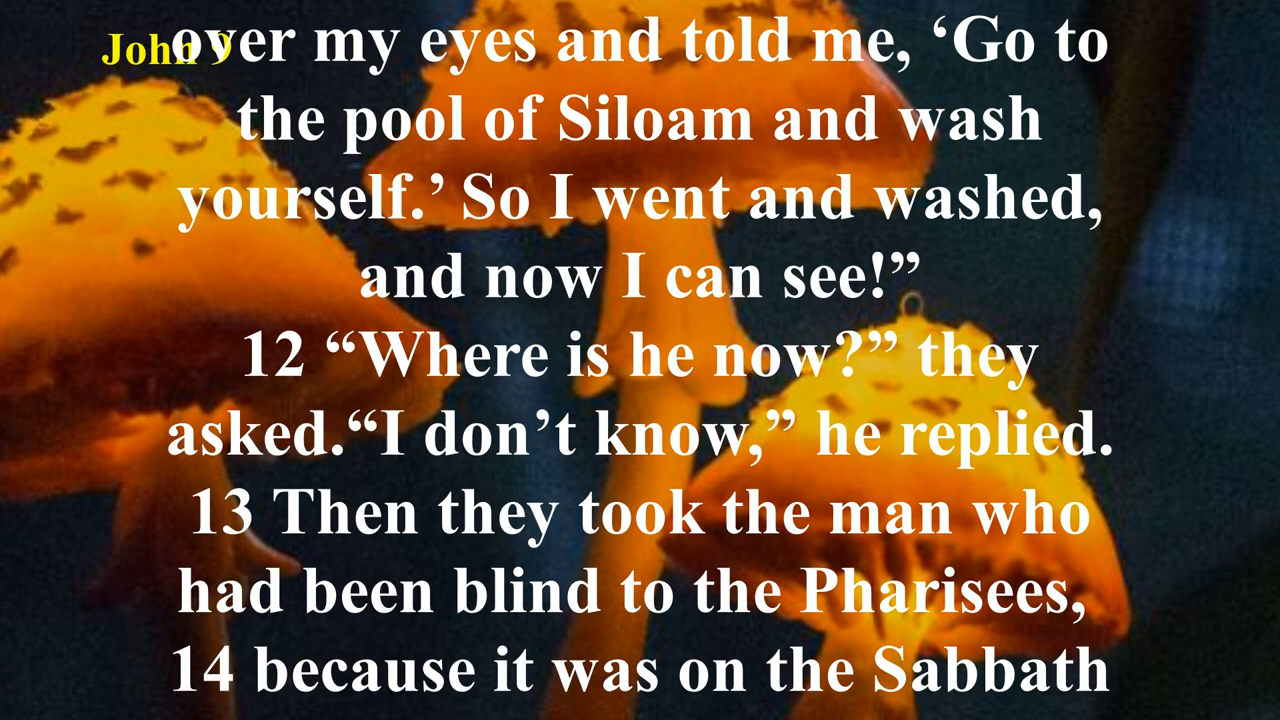 John 9
over my eyes and told me, ‘Go to
the pool of Siloam and wash
yourself.’ So I went and washed,
and now I can see!”
12 “Where is he now?” they
asked.“I don’t know,” he replied.
13 Then they took the man who
had been blind to the Pharisees,
14 because it was on the Sabbath